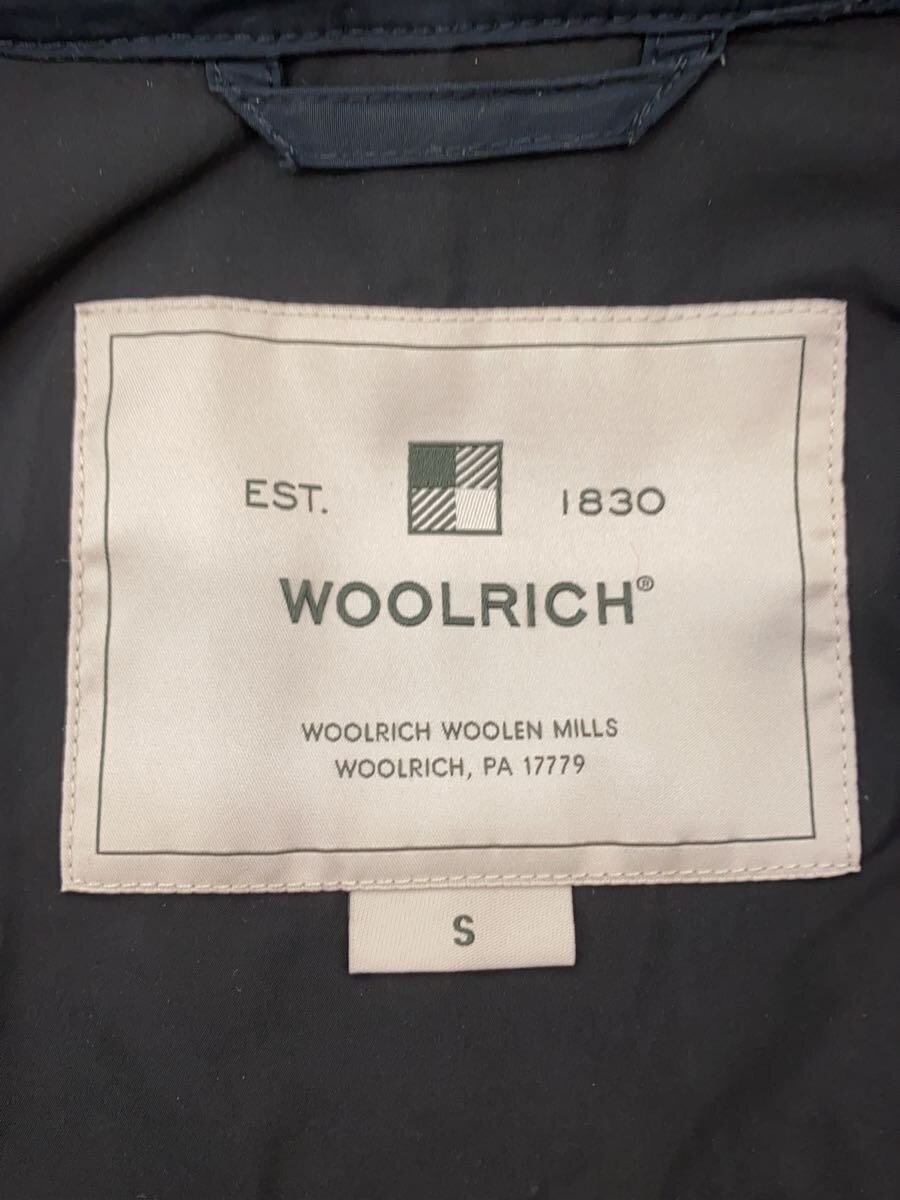 EST. 1830
WOOLRICH®
WOOLRICH WOOLEN MILLS
WOOLRICH, PA 17779
S